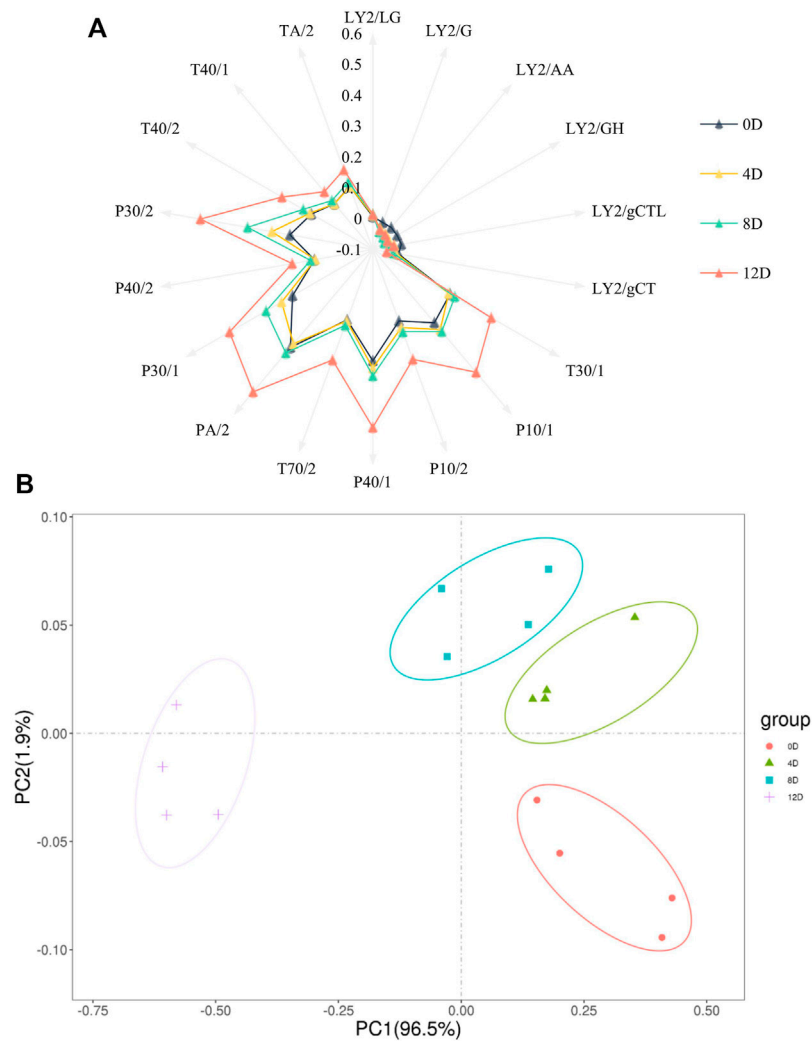 A
LY2/LG
LY2/G
LY2/AA
LY2/GH
LY2/gCTL
LY2/gCT
T30/1
P10/1
P10/2
P40/1
T70/2
PA/2
P30/1
P40/2
P30/2
T40/2
T40/1
TA/2
0.6
0.5
0.4
0.3
0.2
0.1
0
-0.1
0D
4D
8D
12D
B
PC2(1.9%)
0.10
0.05
0.00
-0.05
-0.10
-0.75
-0.50
-0.25
0.00
0.25
0.50
PC1(96.5%)
group
0D
4D
8D
12D